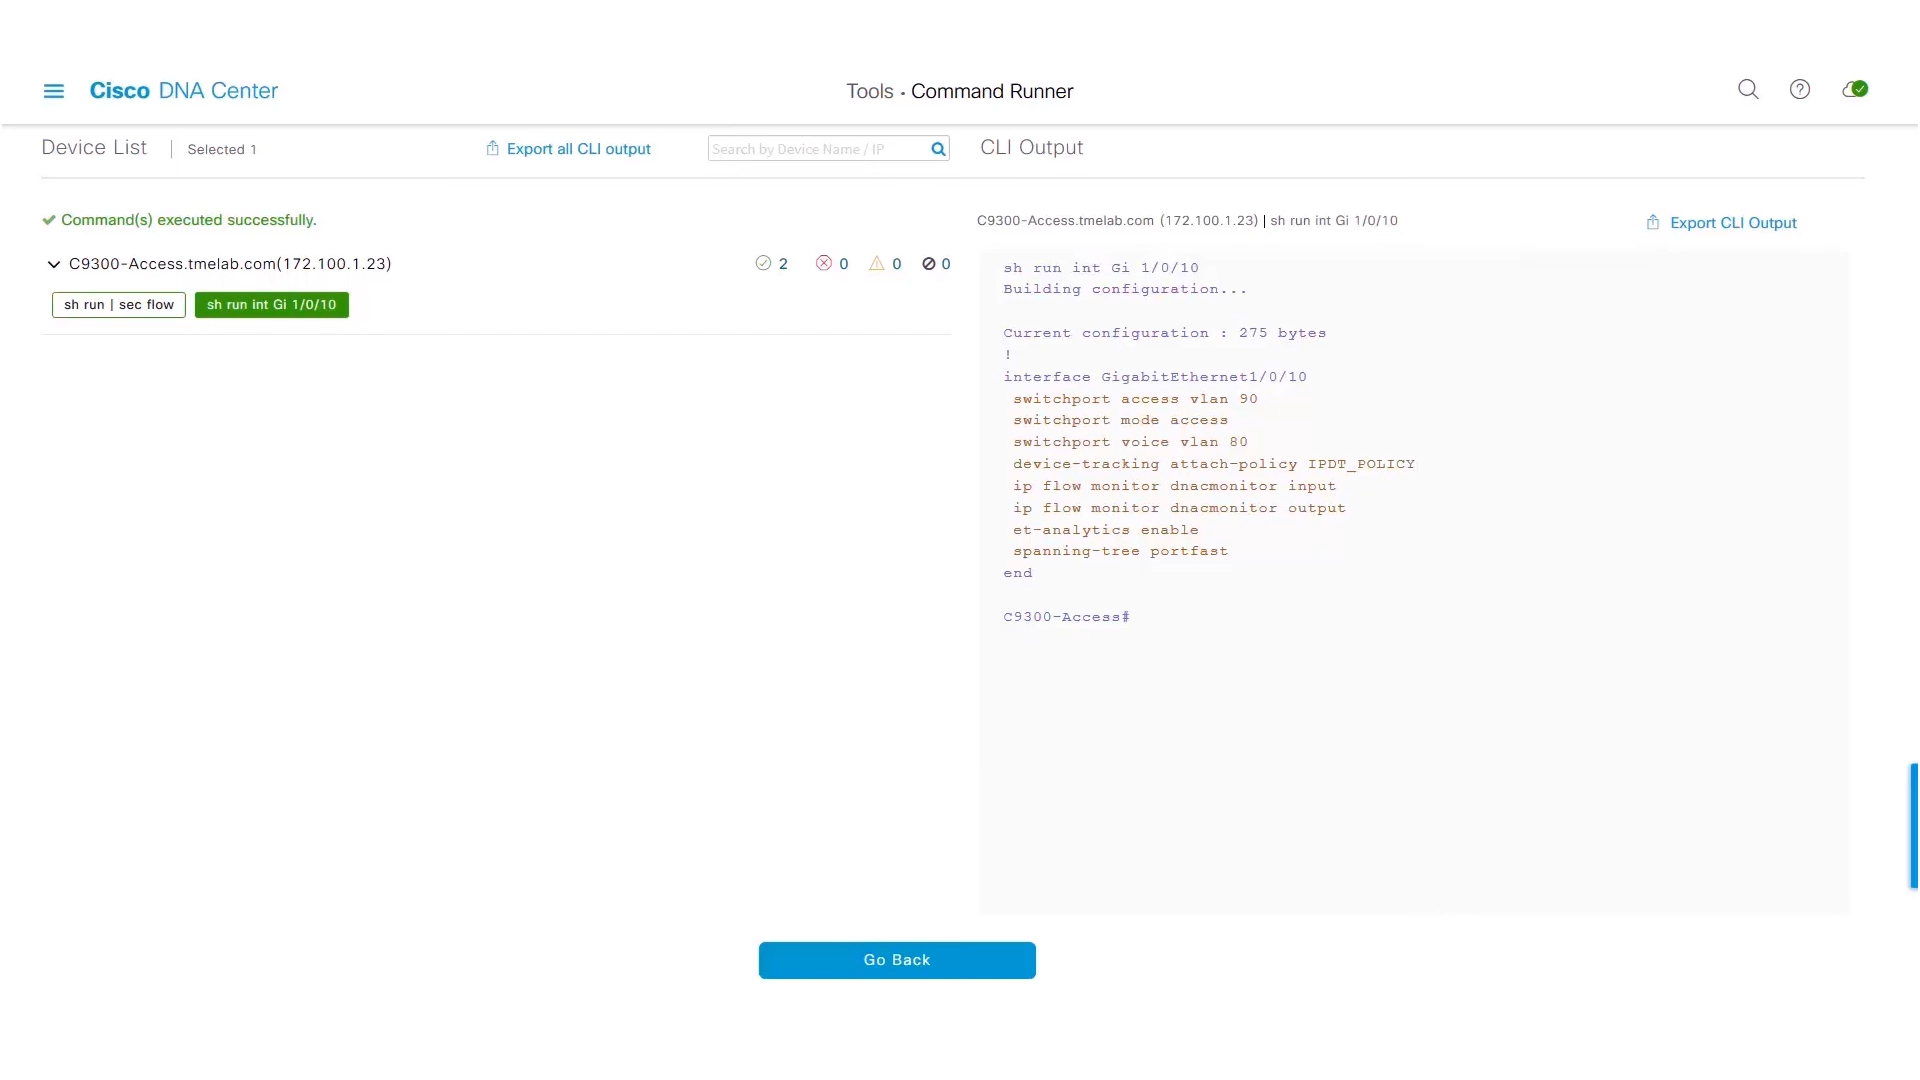 Cisco DNA Center
Tools • Command Runner
Device List | Selected 1
Export all CLI output
Search by Device Name / IP
CLI Output
Command(s) executed successfully.
C9300-Access.tmelab.com(172.100.1.23)
2 0 0 0
sh run | sec flow
sh run int Gi 1/0/10
C9300-Access.tmelab.com (172.100.1.23) | sh run int Gi 1/0/10
Export CLI Output
sh run int Gi 1/0/10
Building configuration...
Current configuration : 275 bytes
!
interface GigabitEthernet1/0/10
switchport access vlan 90
switchport mode access
switchport voice vlan 80
device-tracking attach-policy IPDT_POLICY
ip flow monitor dnacmonitor input
ip flow monitor dnacmonitor output
et-analytics enable
spanning-tree portfast
end
C9300-Access#
Go Back